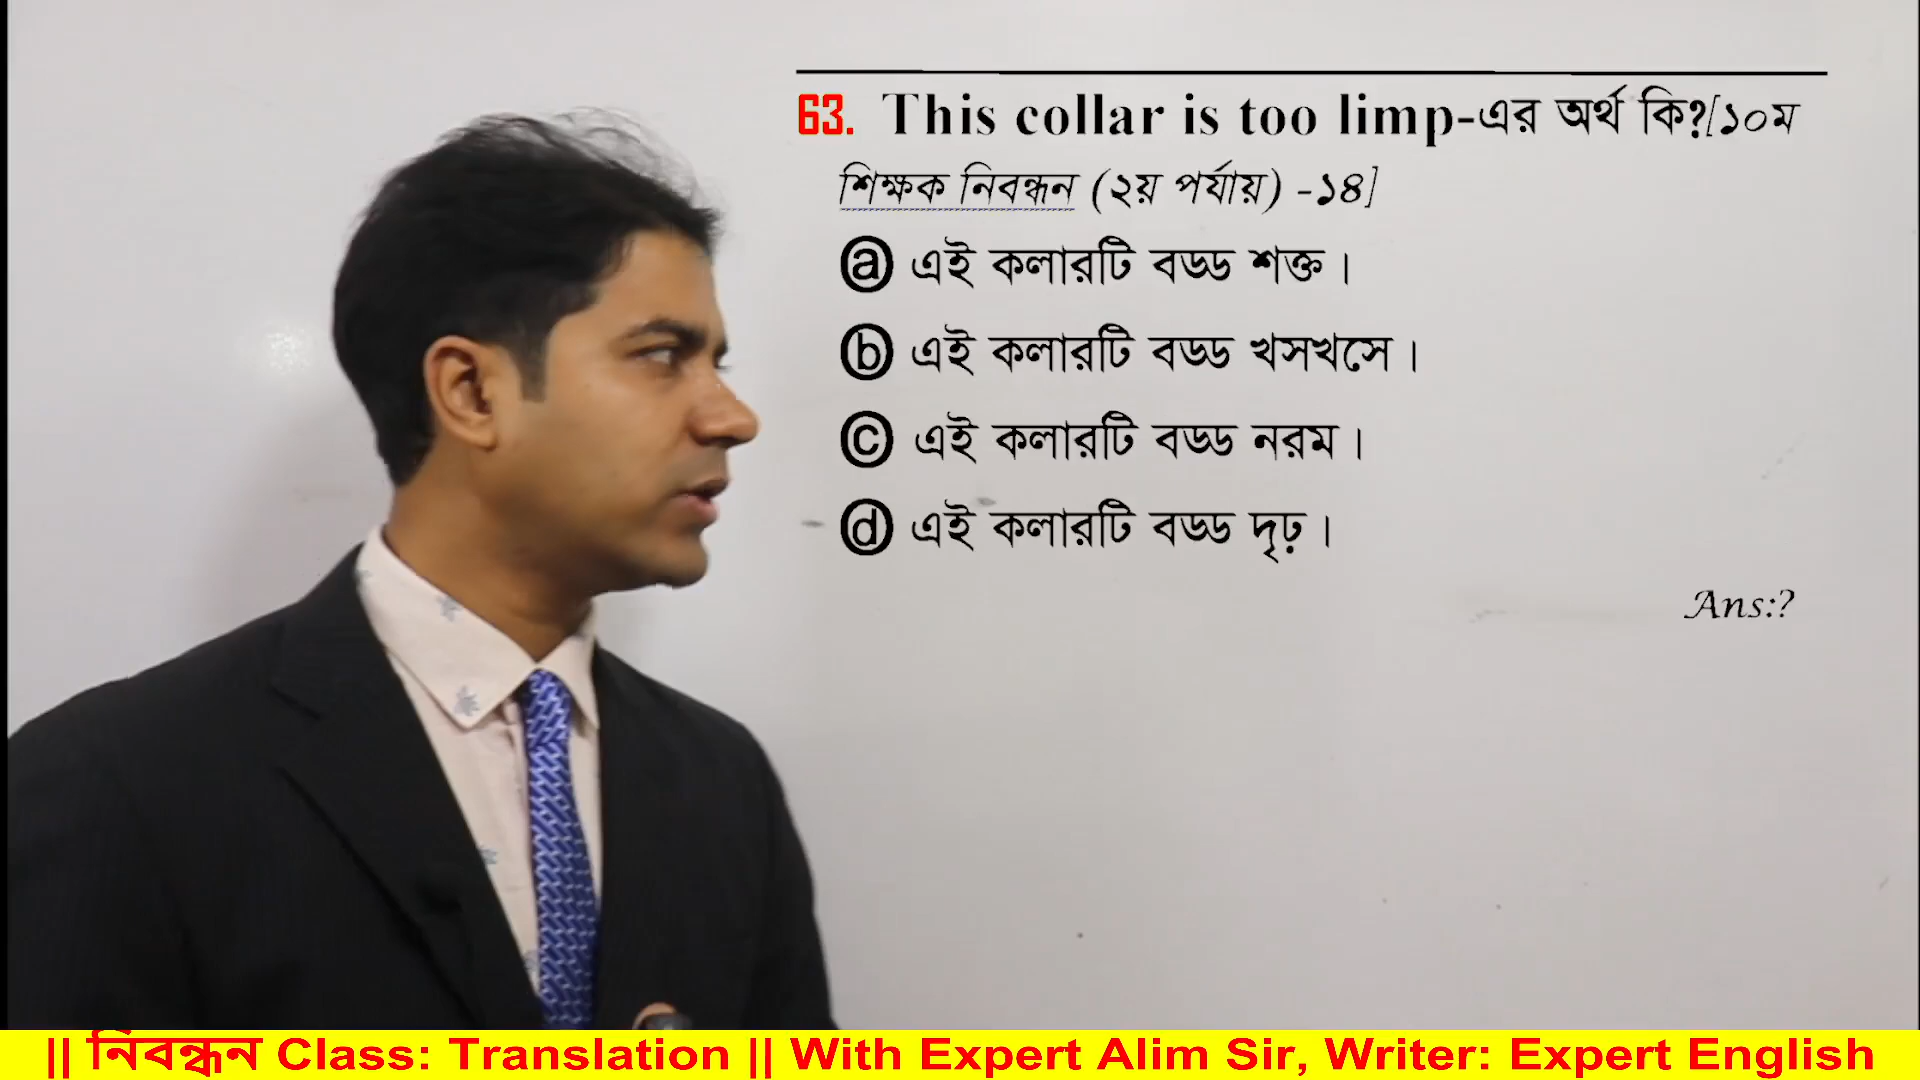 63. This collar is too limp-এর অর্থ কি?[১০ম
শিক্ষক নিবন্ধন (২য় পর্যায়) -১৪]
ⓐ এই কলারটি বড্ড শক্ত।
ⓑ এই কলারটি বড্ড খসখসে।
ⓒ এই কলারটি বড্ড নরম।
ⓓ এই কলারটি বড্ড দৃঢ়।
Ans:?
|| নিবন্ধন Class: Translation || With Expert Alim Sir, Writer: Expert English